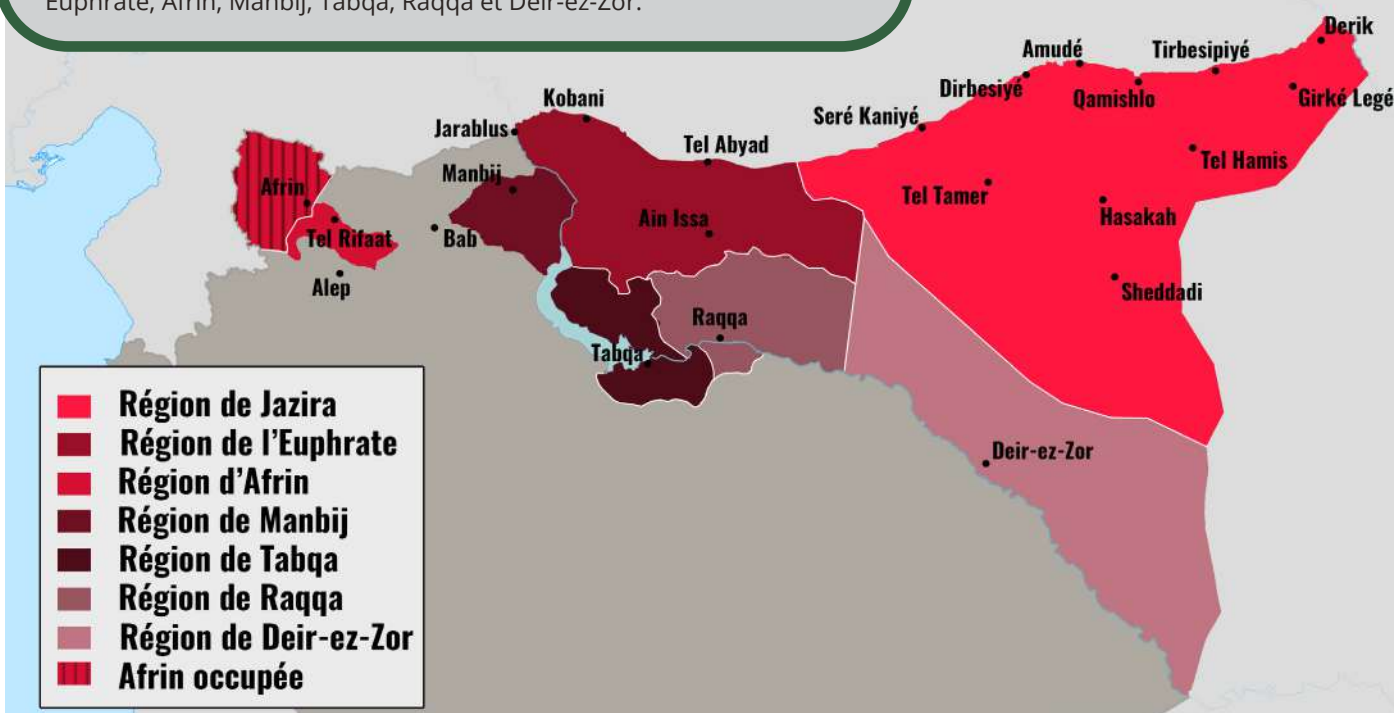 Euphrate, Afrin, Manbij, Tabqa, Raqqa et Deir-ez-Zor.
Derik
Amudé
Tirbesipiyé
Dirbesiyé
Qamishlo
Girké Legé
Kobani
Seré Kaniyé
Jarablus
Tel Abyad
Tel Hamis
Manbij
Afrin
Tel Tamer
Hasakah
Ain Issa
Tel Rifaat
Bab
Alep
Sheddadi
Raqqa
Tabqa
Deir-ez-Zor
Région de Jazira
Région de l'Euphrate
Région d'Afrin
Région de Manbij
Région de Tabqa
Région de Raqqa
Région de Deir-ez-Zor
Afrin occupée